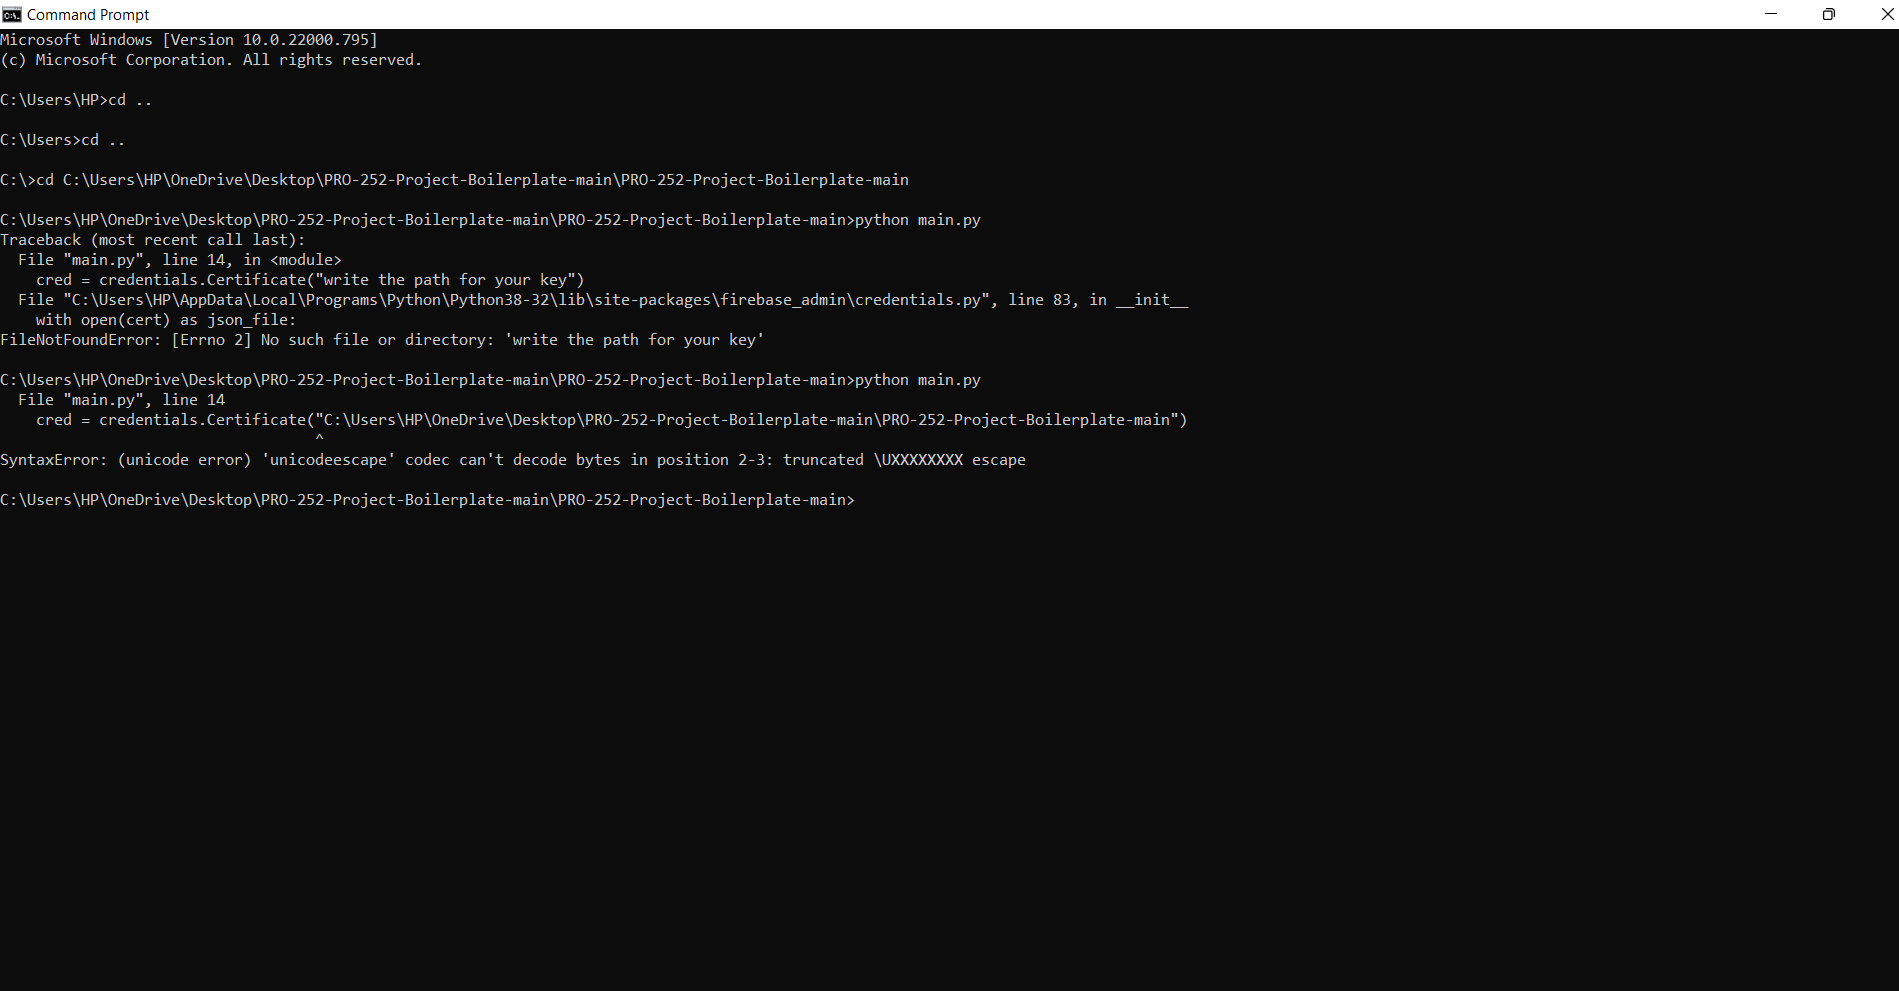 Command Prompt
Microsoft Windows [Version 10.0.22000.795]
(c) Microsoft Corporation. All rights reserved.
C:\Users\HP>cd ..
C:\Users>cd ..
C:\>cd C:\Users\HP\OneDrive\Desktop\PRO-252-Project-Boilerplate-main\PRO-252-Project-Boilerplate-main
C:\Users\HP\OneDrive\Desktop\PRO-252-Project-Boilerplate-main\PRO-252-Project-Boilerplate-main>python main.py
Traceback (most recent call last):
  File "main.py", line 14, in <module>
    cred = credentials.Certificate("write the path for your key")
  File "C:\Users\HP\AppData\Local\Programs\Python\Python38-32\lib\site-packages\firebase_admin\credentials.py", line 83, in __init__
    with open(cert) as json_file:
FileNotFoundError: [Errno 2] No such file or directory: 'write the path for your key'
C:\Users\HP\OneDrive\Desktop\PRO-252-Project-Boilerplate-main\PRO-252-Project-Boilerplate-main>python main.py
  File "main.py", line 14
    cred = credentials.Certificate("C:\Users\HP\OneDrive\Desktop\PRO-252-Project-Boilerplate-main\PRO-252-Project-Boilerplate-main")
                                   ^
SyntaxError: (unicode error) 'unicodeescape' codec can't decode bytes in position 2-3: truncated \UXXXXXXXX escape
C:\Users\HP\OneDrive\Desktop\PRO-252-Project-Boilerplate-main\PRO-252-Project-Boilerplate-main>